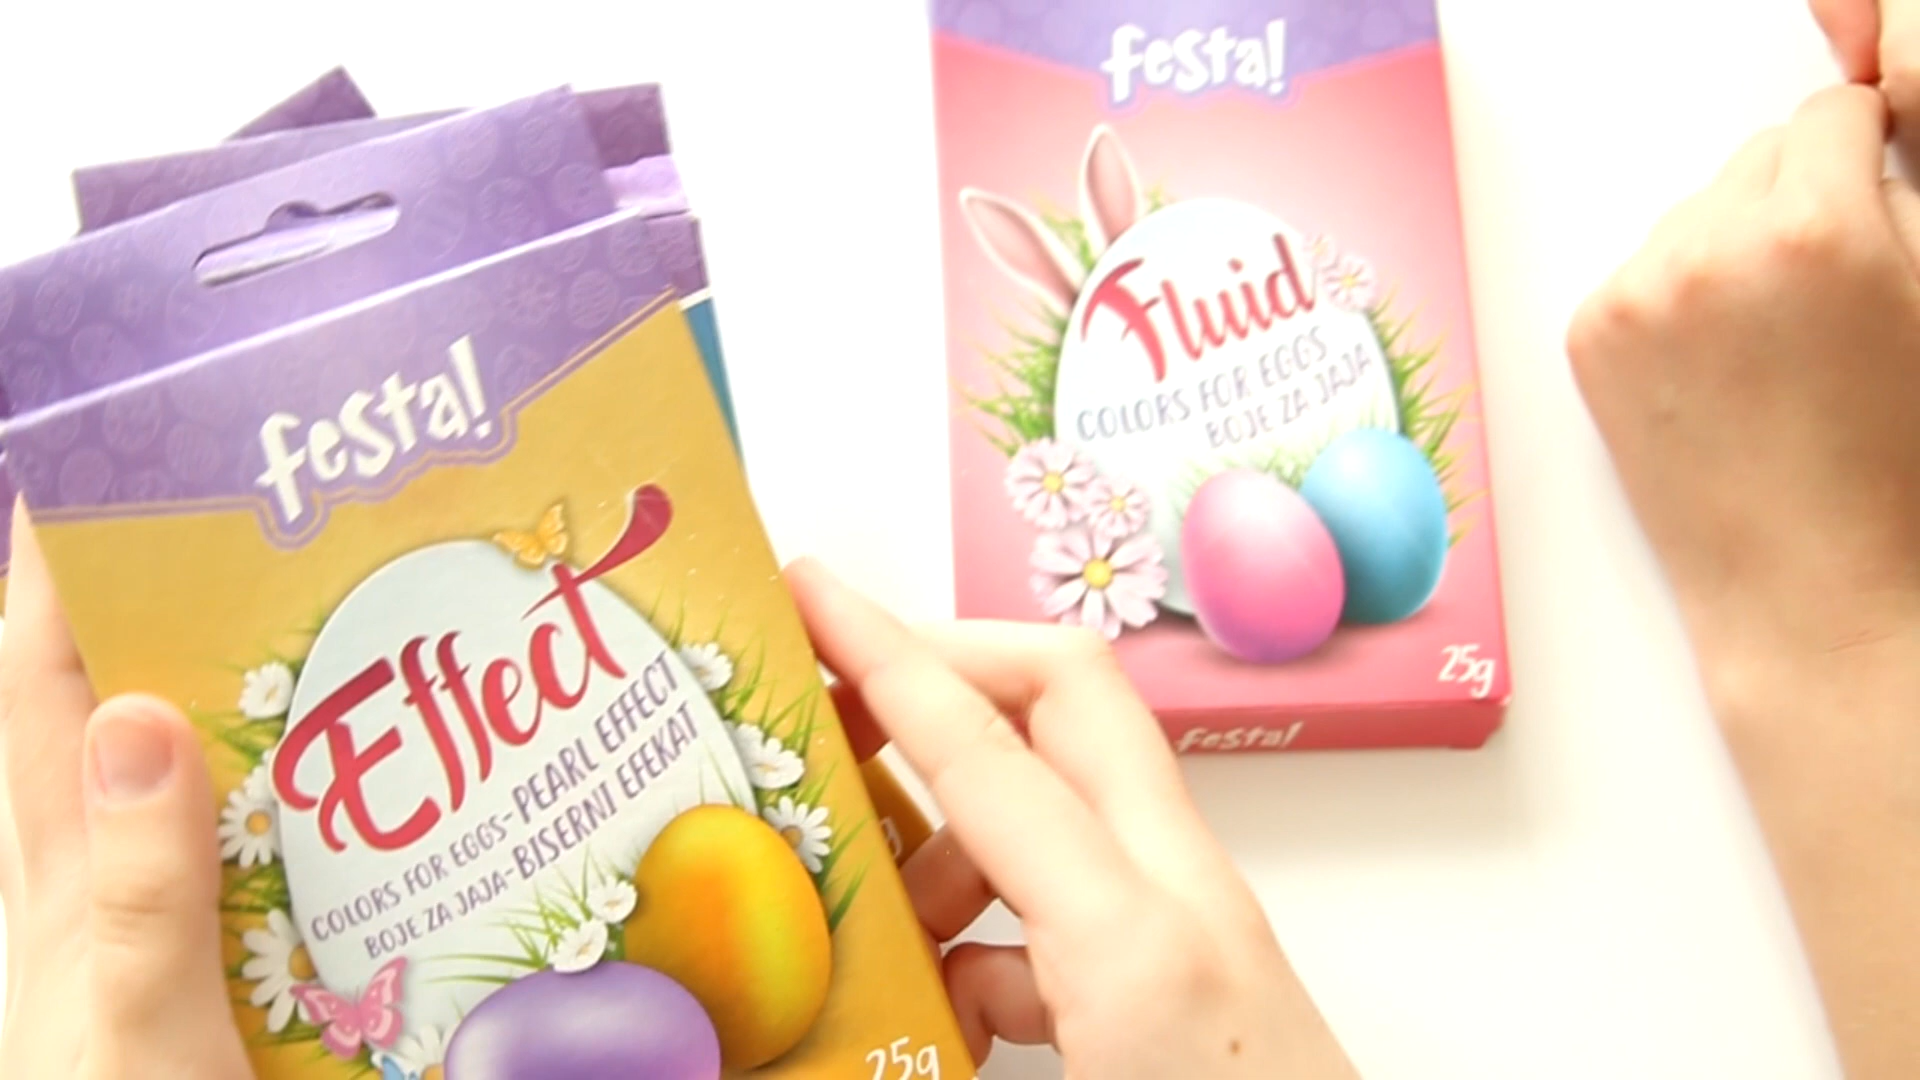 festa!
Effect
COLORS FOR EGGS-PEARL EFFECT
BOJE ZA JAJA-BISERNI EFEKAT
25g
festa!
Fluid
COLORS FOR EGGS
BOJE ZA JAJA
25g
festa!